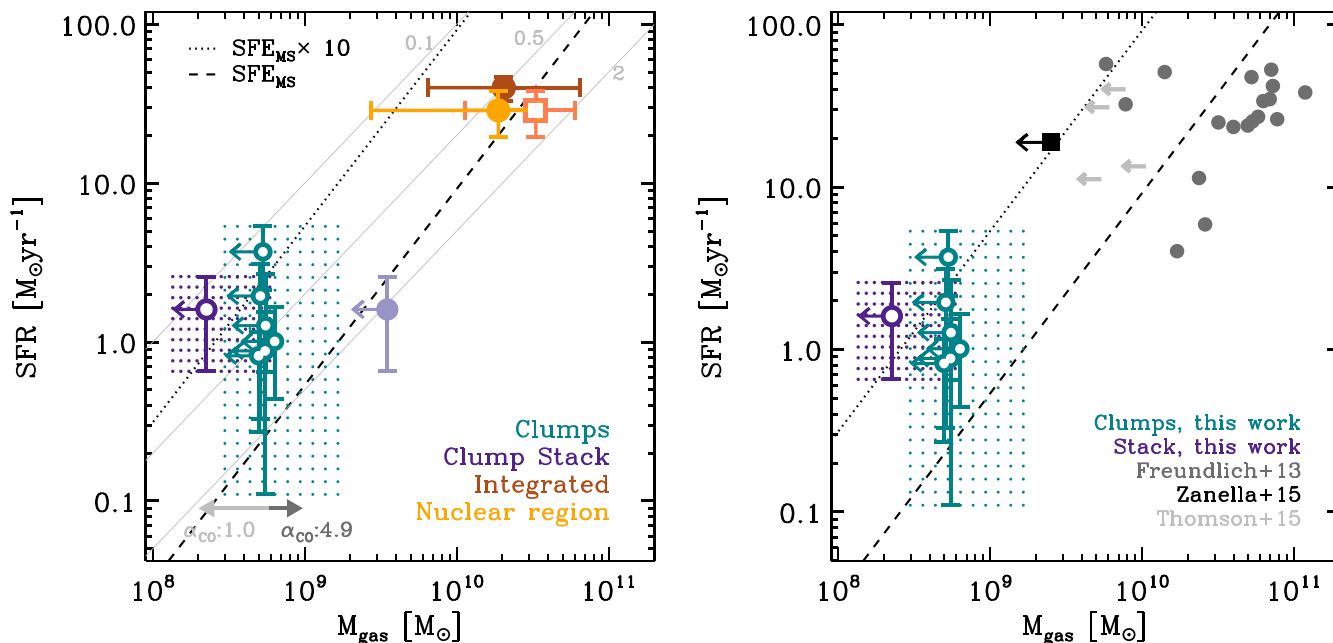 100.0
10.0
1.0
0.1
SFR [M⊙yr⁻¹]
SFE_MS × 10
SFE_MS
0.1
0.5
2
Clumps
Clump Stack
Integrated
Nuclear region
α_CO:1.0
α_CO:4.9
10⁸
10⁹
10¹⁰
10¹¹
M_gas [M⊙]
100.0
10.0
1.0
0.1
SFR [M⊙yr⁻¹]
Clumps, this work
Stack, this work
Freundlich+13
Zanella+15
Thomson+15
10⁸
10⁹
10¹⁰
10¹¹
M_gas [M⊙]